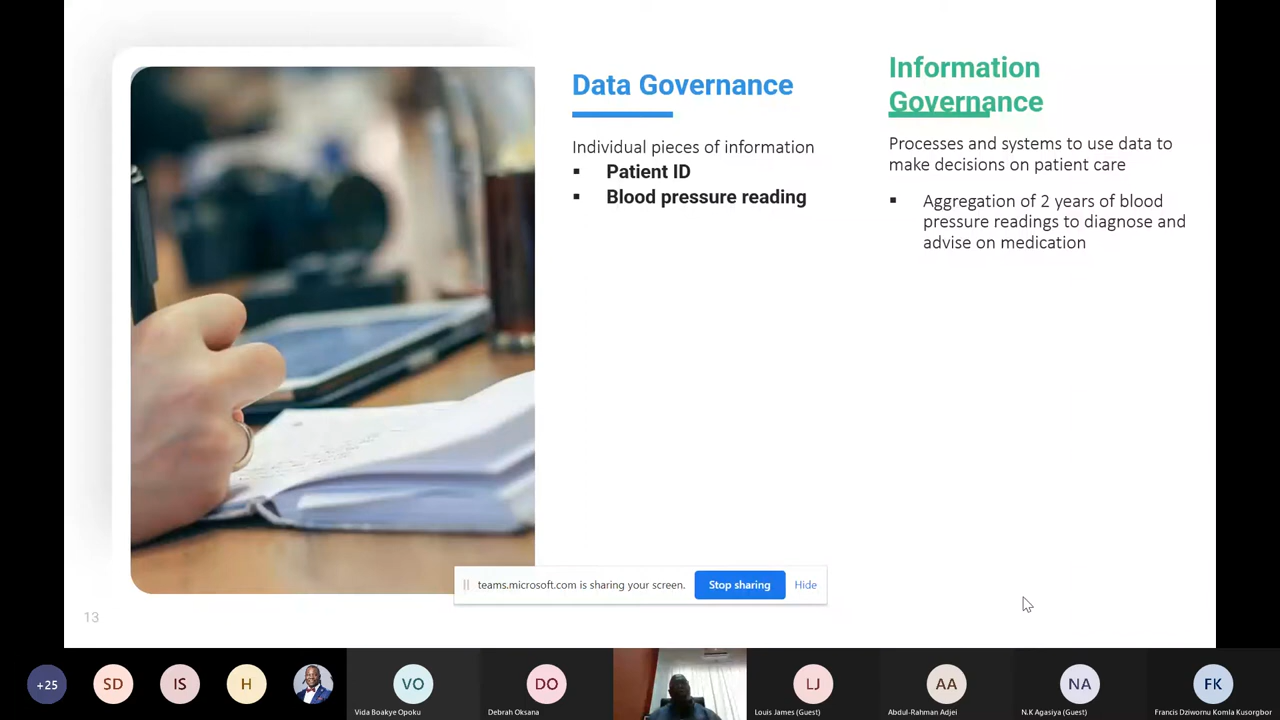 Data Governance
Individual pieces of information
▪ Patient ID
▪ Blood pressure reading
Information
Governance
Processes and systems to use data to
make decisions on patient care
▪ Aggregation of 2 years of blood
pressure readings to diagnose and
advise on medication
teams.microsoft.com is sharing your screen.
Stop sharing
Hide
13
+25
SD
IS
H
VO
Vida Boakye Opoku
DO
Debrah Oksana
LJ
Louis James (Guest)
AA
Abdul-Rahman Adjei
NA
N.K Agasiya (Guest)
FK
Francis Dziwornu Komla Kusorgbor